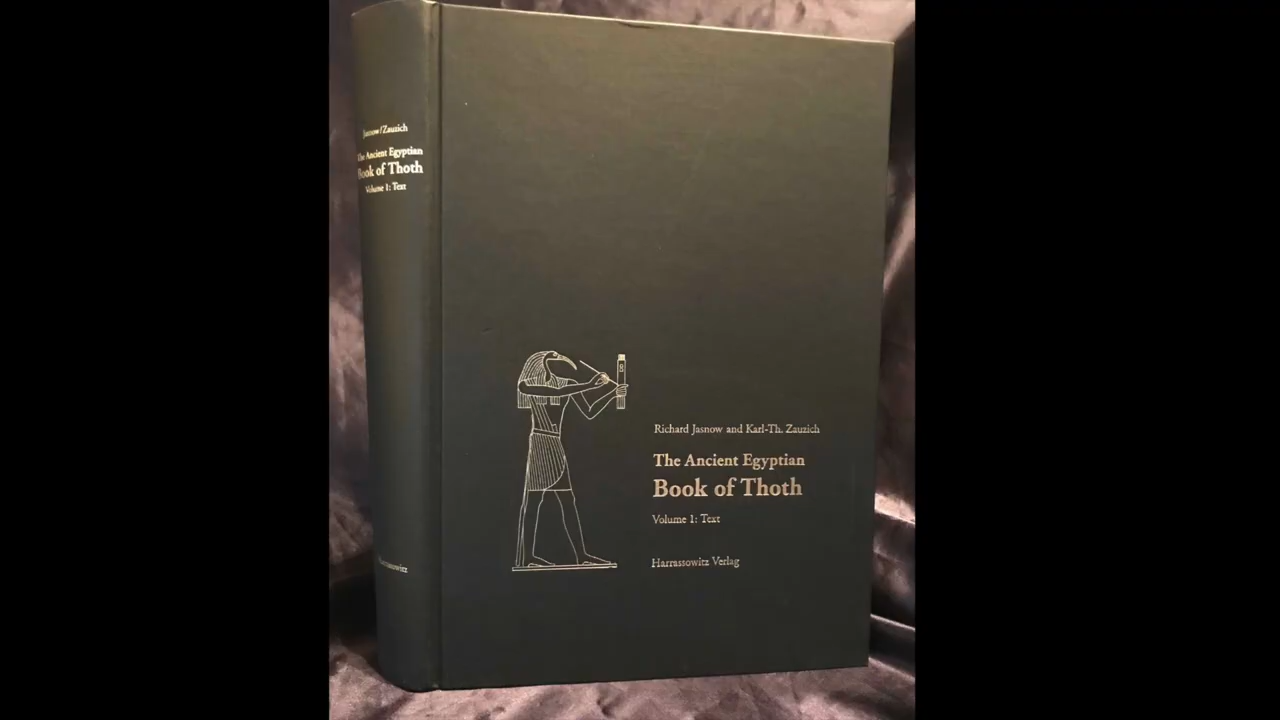 Jasnow/Zauzich
The Ancient Egyptian
Book of Thoth
Volume 1: Text
Harrassowitz
Richard Jasnow and Karl-Th. Zauzich
The Ancient Egyptian
Book of Thoth
Volume 1: Text
Harrassowitz Verlag